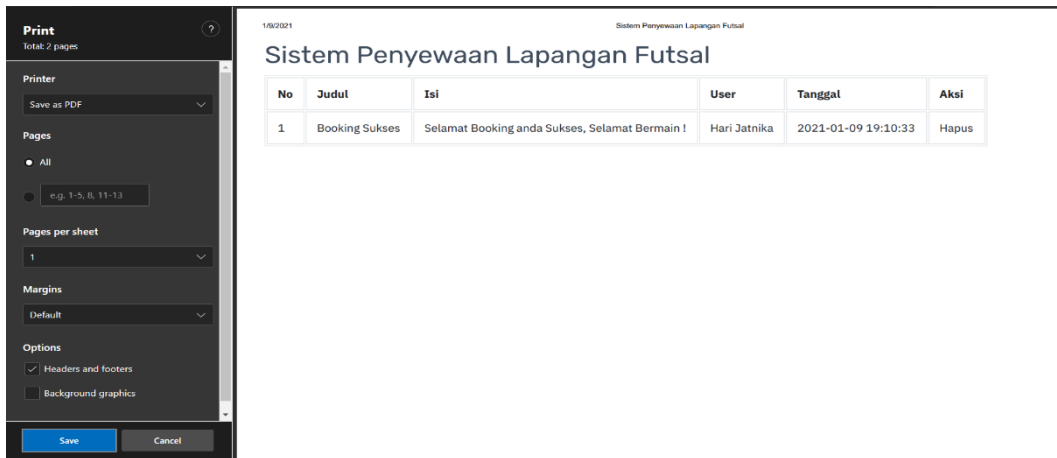 Print
?
Total: 2 pages
Printer
Save as PDF
Pages
All
e.g. 1-5, 8, 11-13
Pages per sheet
1
Margins
Default
Options
Headers and footers
Background graphics
Save Cancel
1/9/2021 Sistem Penyewaan Lapangan Futsal
Sistem Penyewaan Lapangan Futsal
No Judul Isi User Tanggal Aksi
1 Booking Sukses Selamat Booking anda Sukses, Selamat Bermain ! Hari Jatnika 2021-01-09 19:10:33 Hapus